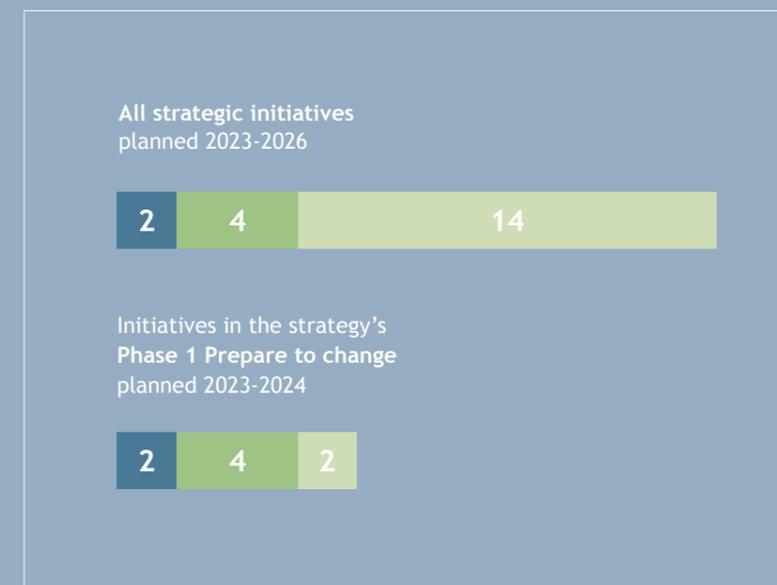 All strategic initiatives
planned 2023-2026
2 4 14
Initiatives in the strategy’s
Phase 1 Prepare to change
planned 2023-2024
2 4 2